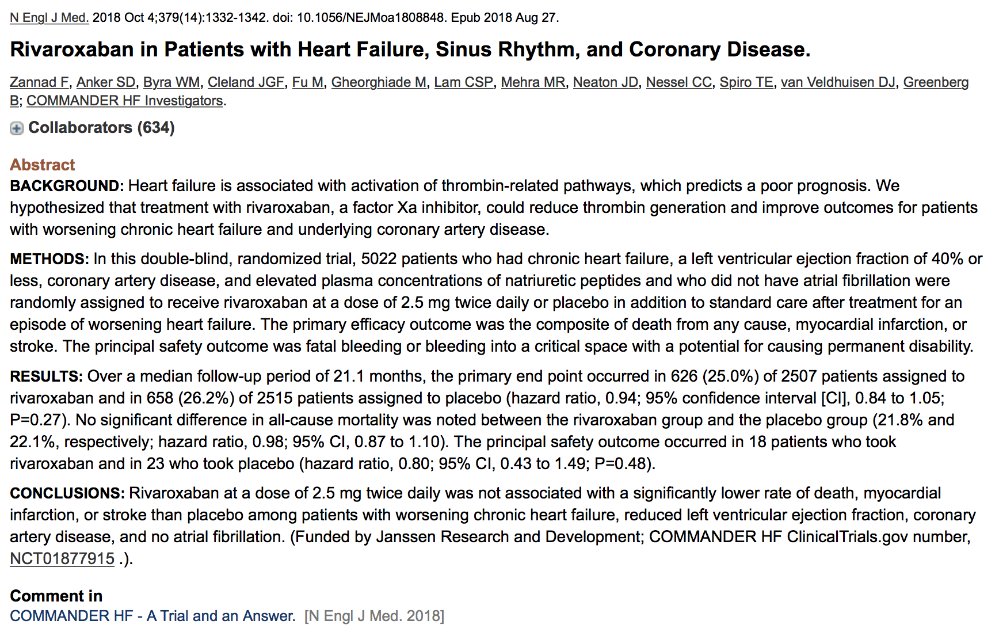 N Engl J Med. 2018 Oct 4;379(14):1332-1342. doi: 10.1056/NEJMoa1808848. Epub 2018 Aug 27.
Rivaroxaban in Patients with Heart Failure, Sinus Rhythm, and Coronary Disease.
Zannad F, Anker SD, Byra WM, Cleland JGF, Fu M, Gheorghiade M, Lam CSP, Mehra MR, Neaton JD, Nessel CC, Spiro TE, van Veldhuisen DJ, Greenberg
B; COMMANDER HF Investigators.
Collaborators (634)
Abstract
BACKGROUND: Heart failure is associated with activation of thrombin-related pathways, which predicts a poor prognosis. We
hypothesized that treatment with rivaroxaban, a factor Xa inhibitor, could reduce thrombin generation and improve outcomes for patients
with worsening chronic heart failure and underlying coronary artery disease.
METHODS: In this double-blind, randomized trial, 5022 patients who had chronic heart failure, a left ventricular ejection fraction of 40% or
less, coronary artery disease, and elevated plasma concentrations of natriuretic peptides and who did not have atrial fibrillation were
randomly assigned to receive rivaroxaban at a dose of 2.5 mg twice daily or placebo in addition to standard care after treatment for an
episode of worsening heart failure. The primary efficacy outcome was the composite of death from any cause, myocardial infarction, or
stroke. The principal safety outcome was fatal bleeding or bleeding into a critical space with a potential for causing permanent disability.
RESULTS: Over a median follow-up period of 21.1 months, the primary end point occurred in 626 (25.0%) of 2507 patients assigned to
rivaroxaban and in 658 (26.2%) of 2515 patients assigned to placebo (hazard ratio, 0.94; 95% confidence interval [CI], 0.84 to 1.05;
P=0.27). No significant difference in all-cause mortality was noted between the rivaroxaban group and the placebo group (21.8% and
22.1%, respectively; hazard ratio, 0.98; 95% CI, 0.87 to 1.10). The principal safety outcome occurred in 18 patients who took
rivaroxaban and in 23 who took placebo (hazard ratio, 0.80; 95% CI, 0.43 to 1.49; P=0.48).
CONCLUSIONS: Rivaroxaban at a dose of 2.5 mg twice daily was not associated with a significantly lower rate of death, myocardial
infarction, or stroke than placebo among patients with worsening chronic heart failure, reduced left ventricular ejection fraction, coronary
artery disease, and no atrial fibrillation. (Funded by Janssen Research and Development; COMMANDER HF ClinicalTrials.gov number,
NCT01877915 .).
Comment in
COMMANDER HF - A Trial and an Answer. [N Engl J Med. 2018]